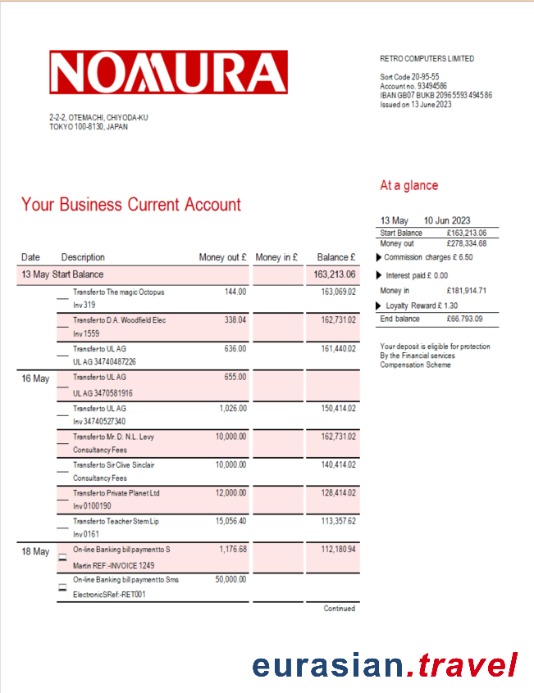 NOMURA
2-2-2, OTEMACHI, CHIYODA-KU
TOKYO 100-8130, JAPAN
RETRO COMPUTERS LIMITED
Sort Code 20-95-55
Account no. 93494586
IBAN GB07 BUKB 2096 5593 4945 86
Issued on 13 June 2023
At a glance
Your Business Current Account
13 May 10 Jun 2023
Start Balance £163,213.06
Money out £278,334.68
Commission charges £ 6.50
Interest paid £ 0.00
Money in £181,914.71
Loyalty Reward £ 1.30
End balance £66.793.09
Your deposit is eligible for protection
By the Financial services
Compensation Scheme
Date Description Money out £ Money in £ Balance £
13 May Start Balance 163,213.06
Transfer to The magic Octopus 144.00 163,069.02
Inv 319
Transfer to D.A. Woodfield Elec 338.04 162,731.02
Inv 1559
Transfer to UL AG 636.00 161,440.02
UL AG 34740487226
16 May Transfer to UL AG 655.00
UL AG 3470581916
Transfer to UL AG 1,026.00 150,414.02
Inv 34740527340
Transfer to Mr. D. N.L. Levy 10,000.00 162,731.02
Consultancy Fees
Transfer to Sir Clive Sinclair 10,000.00 140,414.02
Consultancy Fees
Transfer to Private Planet Ltd 12,000.00 128,414.02
Inv 0100190
Transfer to Teacher Stem Lip 15,056.40 113,357.62
Inv 0161
18 May On-line Banking bill payment to S 1,176.68 112,180.94
Martin REF:-INVOICE 1249
On-line Banking bill payment to Sms 50,000.00
Electronic SRef:-RET001
Continued
eurasian.travel